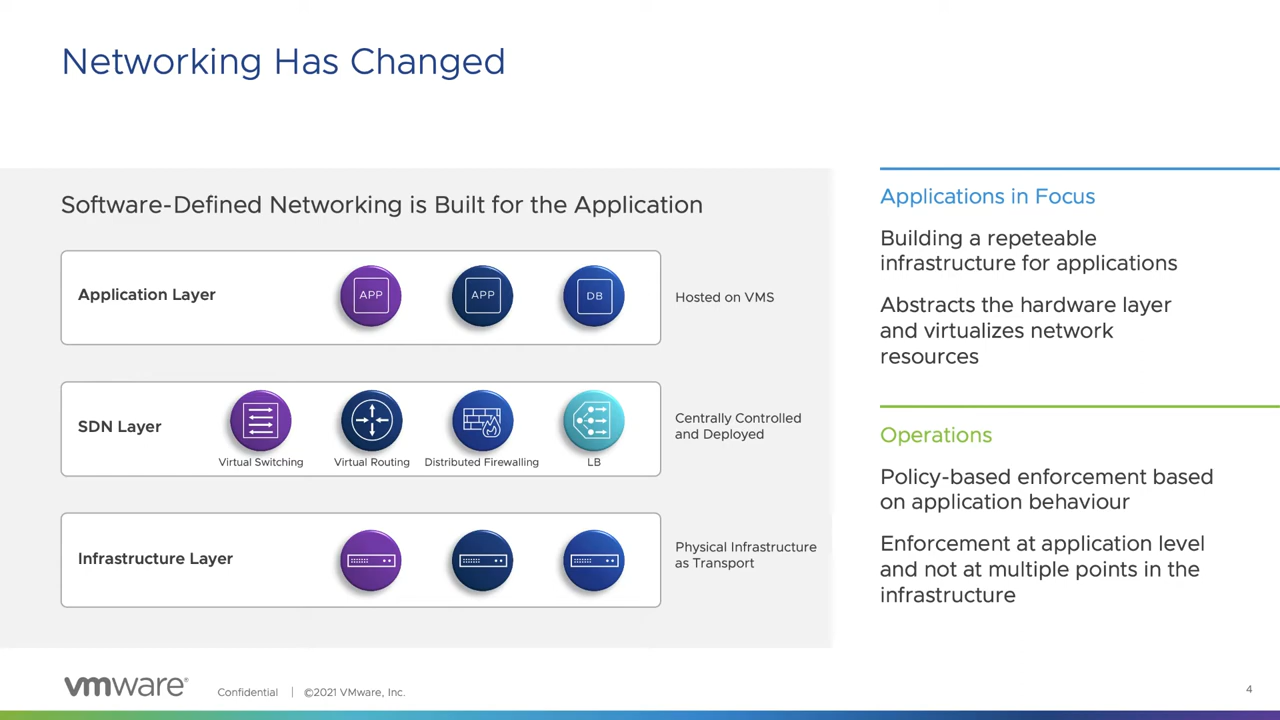 Networking Has Changed
Software-Defined Networking is Built for the Application
Application Layer
APP
APP
DB
Hosted on VMS
SDN Layer
Virtual Switching
Virtual Routing
Distributed Firewalling
LB
Centrally Controlled
and Deployed
Infrastructure Layer
Physical Infrastructure
as Transport
Applications in Focus
Building a repeteable
infrastructure for applications
Abstracts the hardware layer
and virtualizes network
resources
Operations
Policy-based enforcement based
on application behaviour
Enforcement at application level
and not at multiple points in the
infrastructure
vmware®
Confidential | ©2021 VMware, Inc.
4